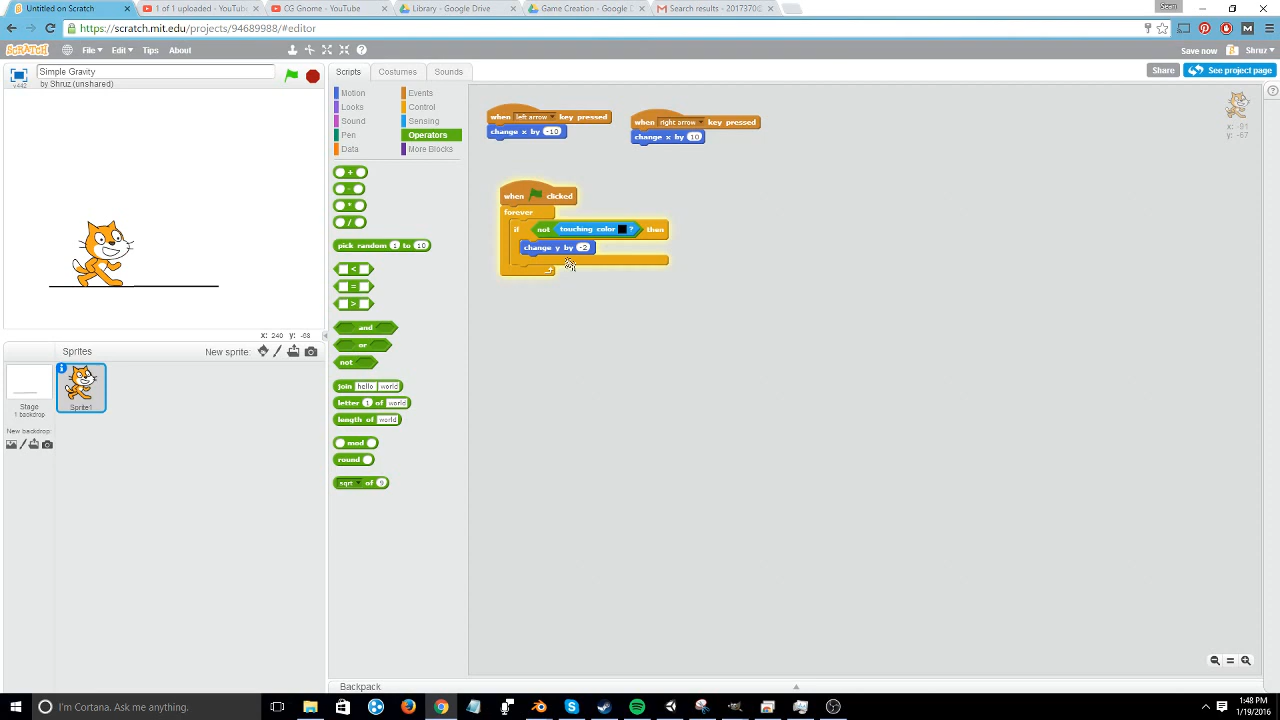 Untitled on Scratch
1 of 1 uploaded - YouTube
CG Gnome - YouTube
Library - Google Drive
Game Creation - Google D
Search results - 2017370@
Sean
https://scratch.mit.edu/projects/94689988/#editor
SCRATCH
File
Edit
Tips
About
Save now
Shruz
v442
Simple Gravity
by Shruz (unshared)
Scripts
Costumes
Sounds
Share
See project page
Motion
Events
Looks
Control
Sound
Sensing
Pen
Operators
Data
More Blocks
+
-
*
/
pick random 1 to 10
<
=
>
and
or
not
join hello world
letter 1 of world
length of world
mod
round
sqrt of 9
when left arrow key pressed
change x by -10
when right arrow key pressed
change x by 10
when clicked
forever
if not touching color ? then
change y by -2
x: -91
y: -67
x: 240 y: -68
Sprites
New sprite:
Stage
1 backdrop
New backdrop:
Sprite1
Backpack
I'm Cortana. Ask me anything.
1:48 PM
1/19/2016